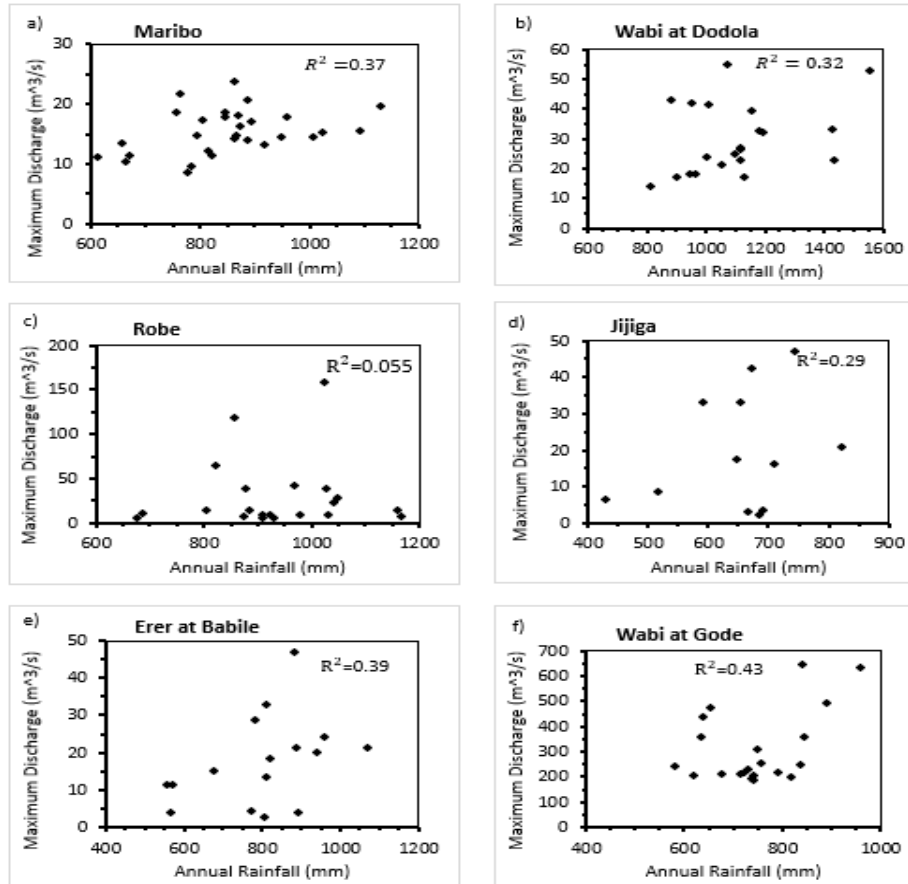 a)
Maribo
R² =0.37
Maximum Discharge (m^3/s)
30
20
10
0
600 800 1000 1200
Annual Rainfall (mm)
b)
Wabi at Dodola
R² = 0.32
Maximum Discharge (m^3/s)
60
50
40
30
20
10
0
600 800 1000 1200 1400 1600
Annual Rainfall (mm)
c)
Robe
R²=0.055
Maximum Discharge (m^3/s)
200
150
100
50
0
600 800 1000 1200
Annual Rainfall (mm)
d)
Jijiga
R²=0.29
Maximum Discharge (m^3/s)
50
40
30
20
10
0
400 500 600 700 800 900
Annual Rainfall (mm)
e)
Erer at Babile
R²=0.39
Maximum Discharge (m^3/s)
50
40
30
20
10
0
400 600 800 1000 1200
Annual Rainfall (mm)
f)
Wabi at Gode
R²=0.43
Maximum Discharge (m^3/s)
700
600
500
400
300
200
100
0
400 600 800 1000
Annual Rainfall (mm)